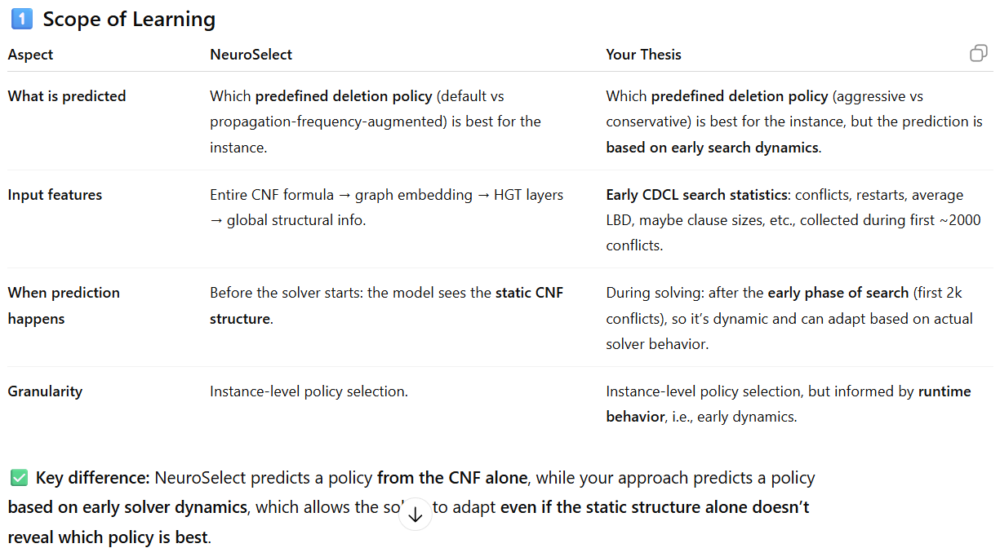 1 Scope of Learning
Aspect NeuroSelect Your Thesis
What is predicted
Which predefined deletion policy (default vs
propagation-frequency-augmented) is best for the
instance.
Which predefined deletion policy (aggressive vs
conservative) is best for the instance, but the prediction is
based on early search dynamics.
Input features
Entire CNF formula → graph embedding → HGT layers
→ global structural info.
Early CDCL search statistics: conflicts, restarts, average
LBD, maybe clause sizes, etc., collected during first ~2000
conflicts.
When prediction
happens
Before the solver starts: the model sees the static CNF
structure.
During solving: after the early phase of search (first 2k
conflicts), so it’s dynamic and can adapt based on actual
solver behavior.
Granularity
Instance-level policy selection.
Instance-level policy selection, but informed by runtime
behavior, i.e., early dynamics.
✅ Key difference: NeuroSelect predicts a policy from the CNF alone, while your approach predicts a policy
based on early solver dynamics, which allows the to adapt even if the static structure alone doesn’t
reveal which policy is best.